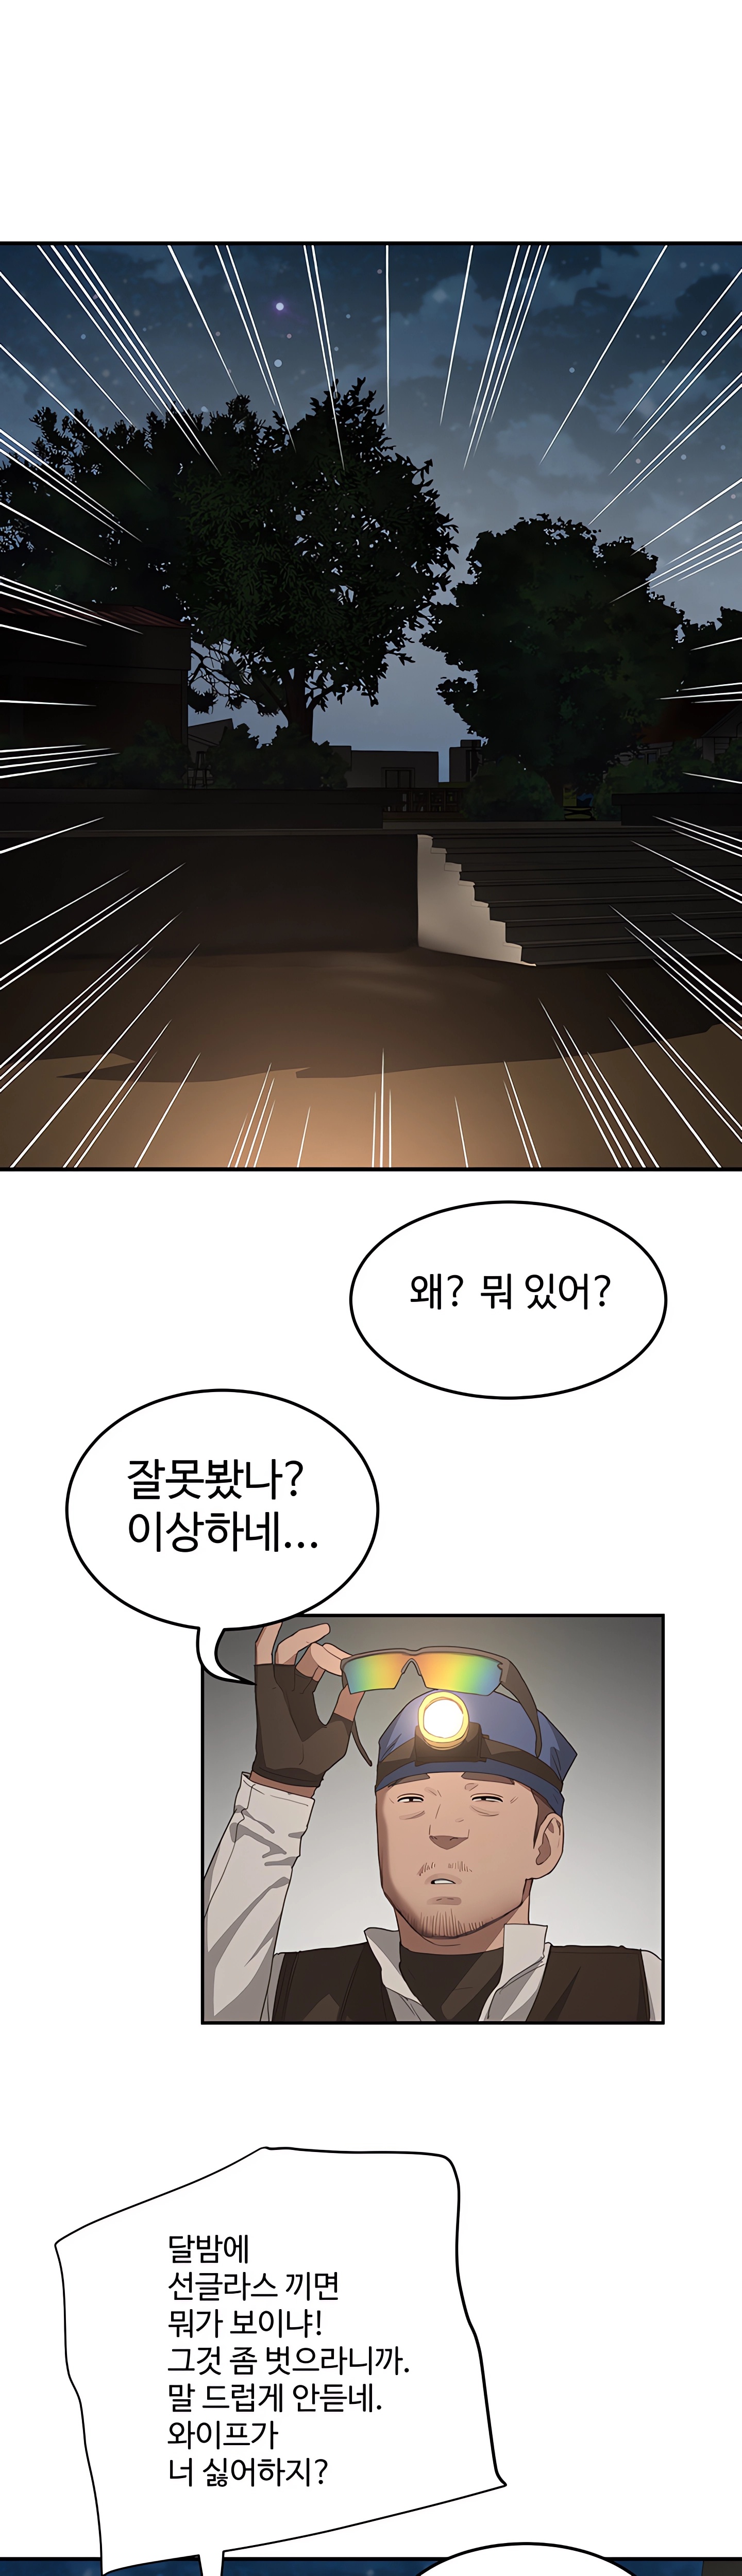 왜? 뭐 있어?
잘못봤나?
이상하네...
달밤에
선글라스 끼면
뭐가 보이냐!
그것 좀 벗으라니까.
말 드럽게 안듣네.
와이프가
너 싫어하지?